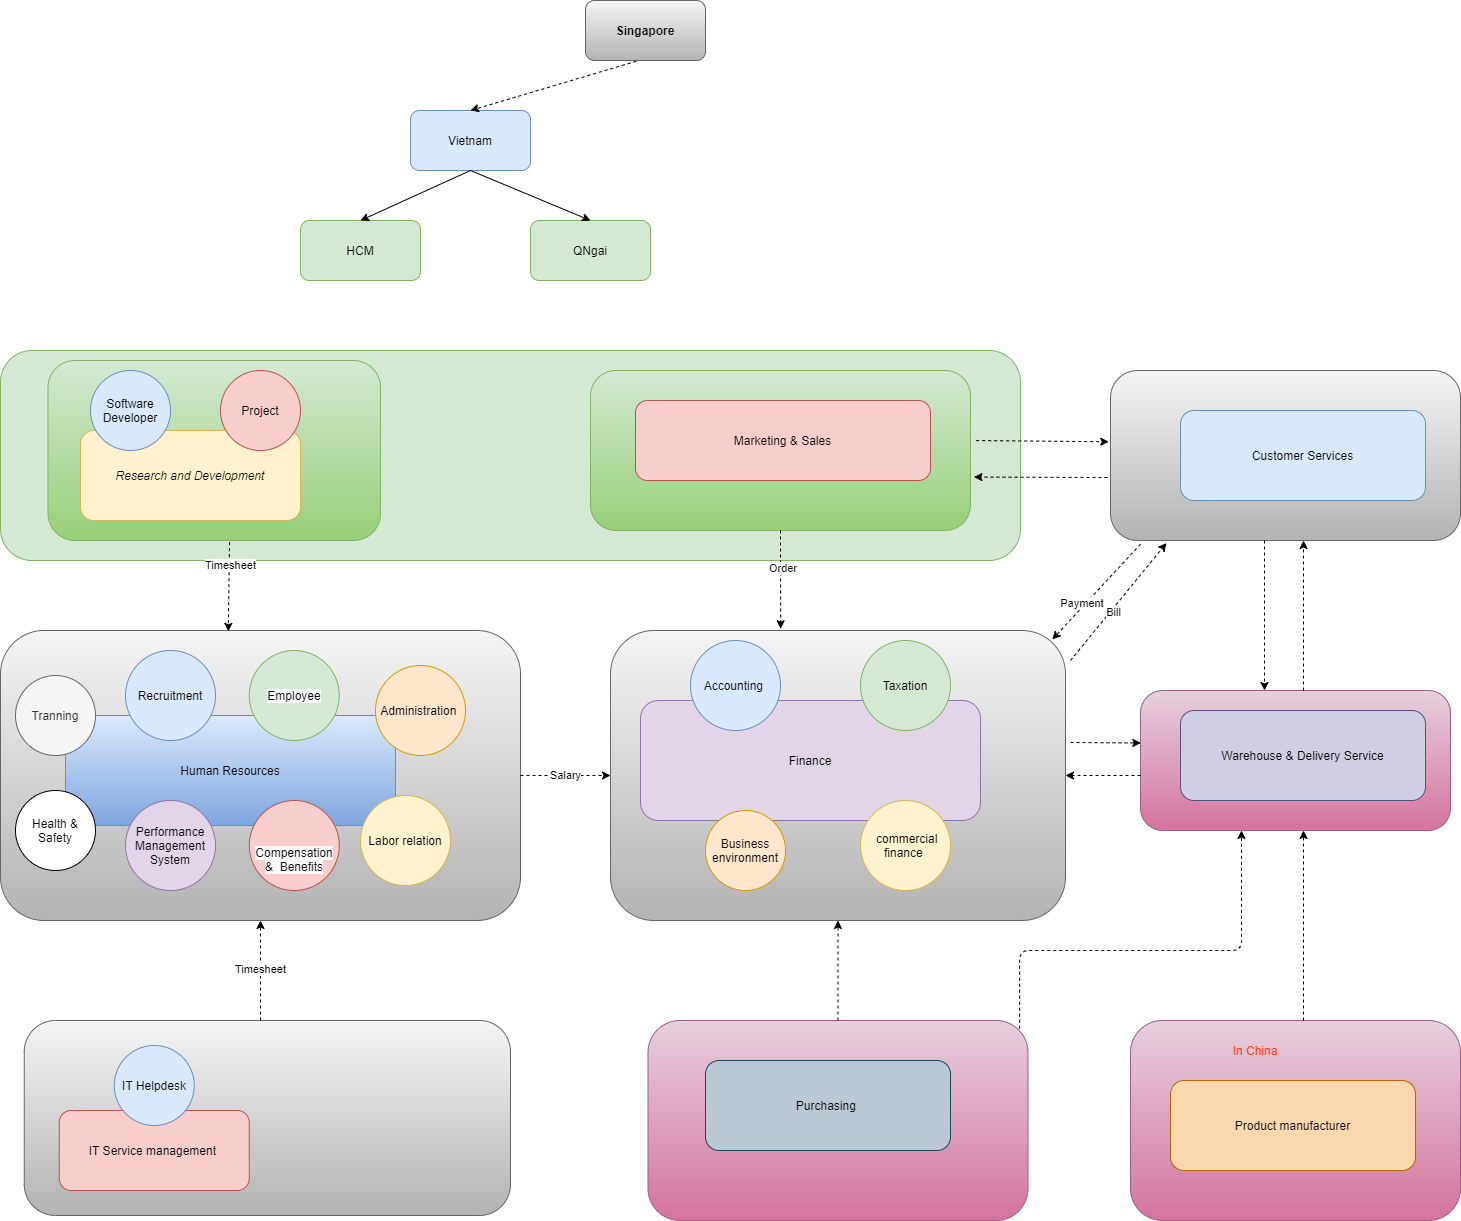 Singapore
Vietnam
HCM
QNgai
Software
Developer
Project
Research and Development
Marketing & Sales
Customer Services
Timesheet
Order
Payment
Bill
Tranning
Recruitment
Employee
Administration
Human Resources
Health &
Safety
Performance
Management
System
Compensation
& Benefits
Labor relation
Salary
Accounting
Taxation
Finance
Business
environment
commercial
finance
Warehouse & Delivery Service
Timesheet
IT Helpdesk
IT Service management
Purchasing
In China
Product manufacturer